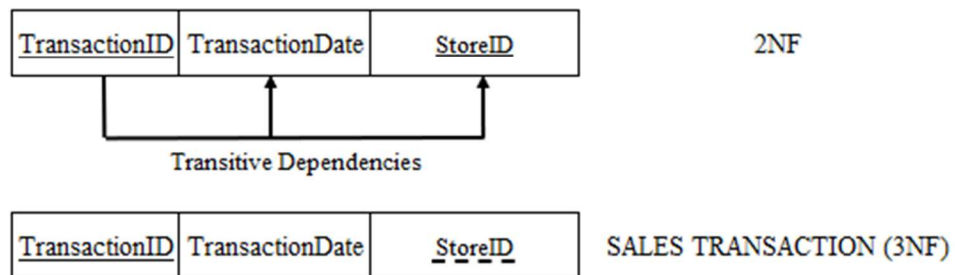 TransactionID TransactionDate StoreID 2NF
Transitive Dependencies
TransactionID TransactionDate StoreID SALES TRANSACTION (3NF)